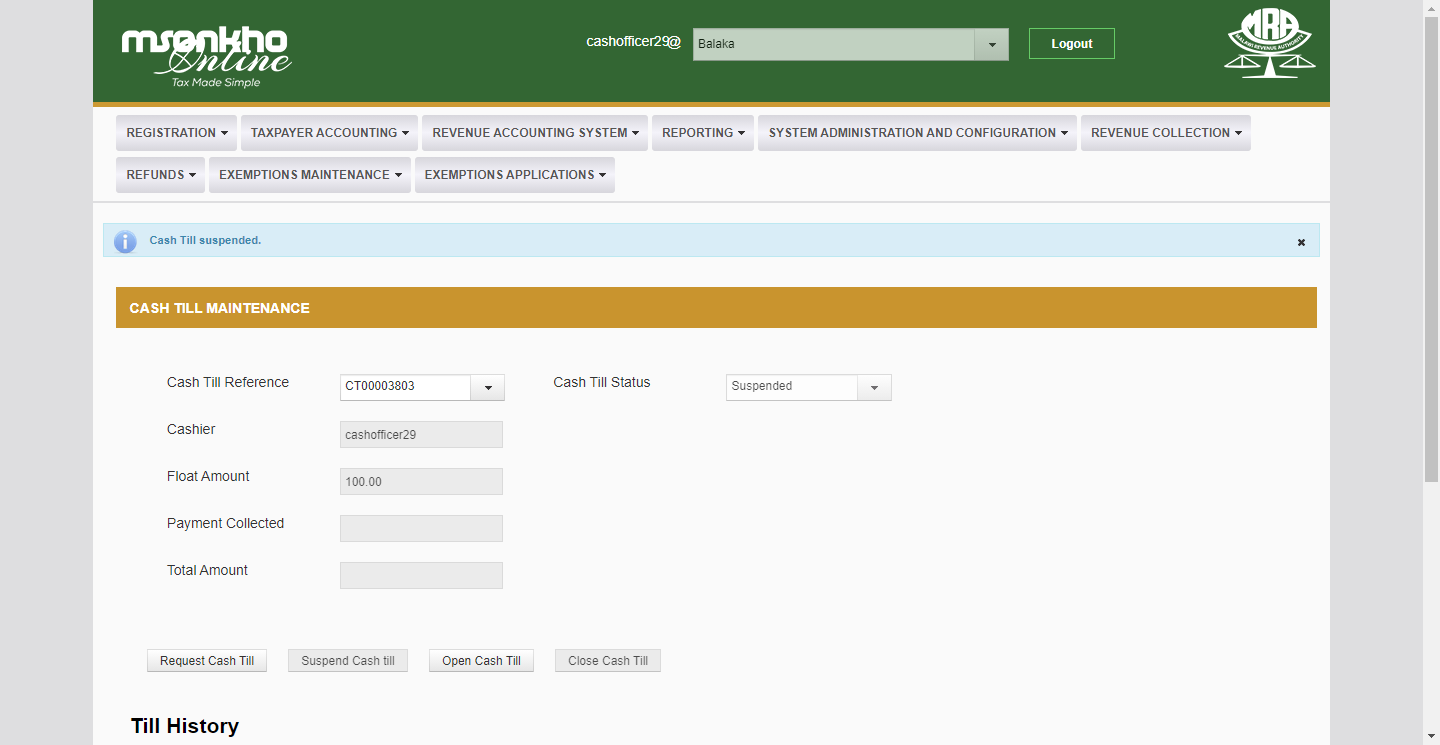 msonkho
Online
Tax Made Simple
cashofficer29@
Balaka
Logout
MRA
MALAWI REVENUE AUTHORITY
REGISTRATION
TAXPAYER ACCOUNTING
REVENUE ACCOUNTING SYSTEM
REPORTING
SYSTEM ADMINISTRATION AND CONFIGURATION
REVENUE COLLECTION
REFUNDS
EXEMPTIONS MAINTENANCE
EXEMPTIONS APPLICATIONS
Cash Till suspended.
CASH TILL MAINTENANCE
Cash Till Reference
CT00003803
Cash Till Status
Suspended
Cashier
cashofficer29
Float Amount
100.00
Payment Collected
Total Amount
Request Cash Till
Suspend Cash till
Open Cash Till
Close Cash Till
Till History